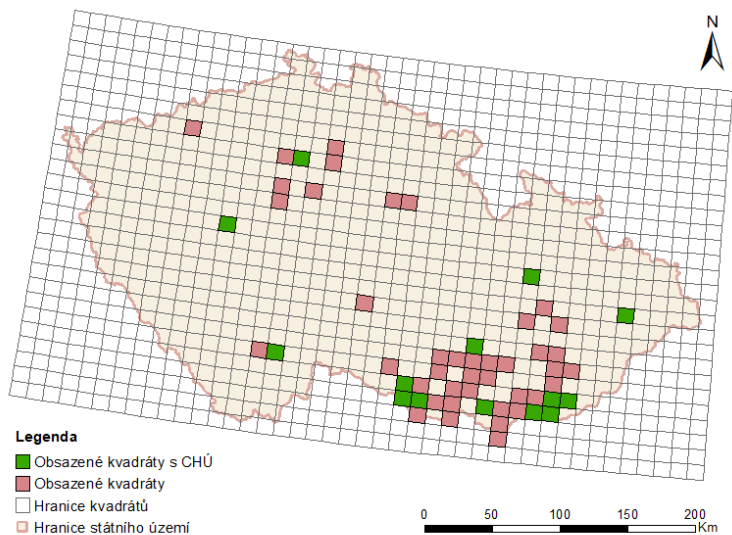 N
Legenda
Obsazené kvadráty s CHÚ
Obsazené kvadráty
Hranice kvadrátů
Hranice státního území
0 50 100 150 200
Km